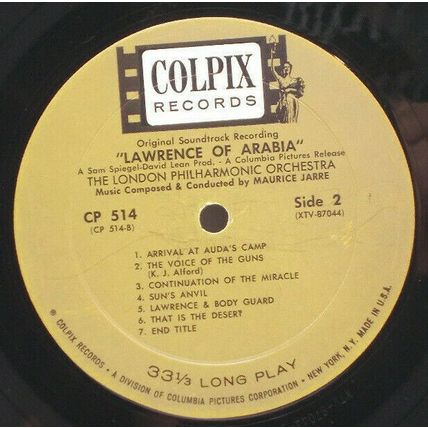 COLPIX
RECORDS
Original Soundtrack Recording
"LAWRENCE OF ARABIA"
A Sam Spiegel-David Lean Prod. - A Columbia Pictures Release
THE LONDON PHILHARMONIC ORCHESTRA
Music Composed & Conducted by MAURICE JARRE
CP 514
(CP 514-B)
Side 2
(XTV-87044)
1. ARRIVAL AT AUDA'S CAMP
2. THE VOICE OF THE GUNS
(K. J. Alford)
3. CONTINUATION OF THE MIRACLE
4. SUN'S ANVIL
5. LAWRENCE & BODY GUARD
6. THAT IS THE DESERT
7. END TITLE
33⅓ LONG PLAY
© COLPIX RECORDS • A DIVISION OF COLUMBIA PICTURES CORPORATION • NEW YORK, N.Y. MADE IN U.S.A.